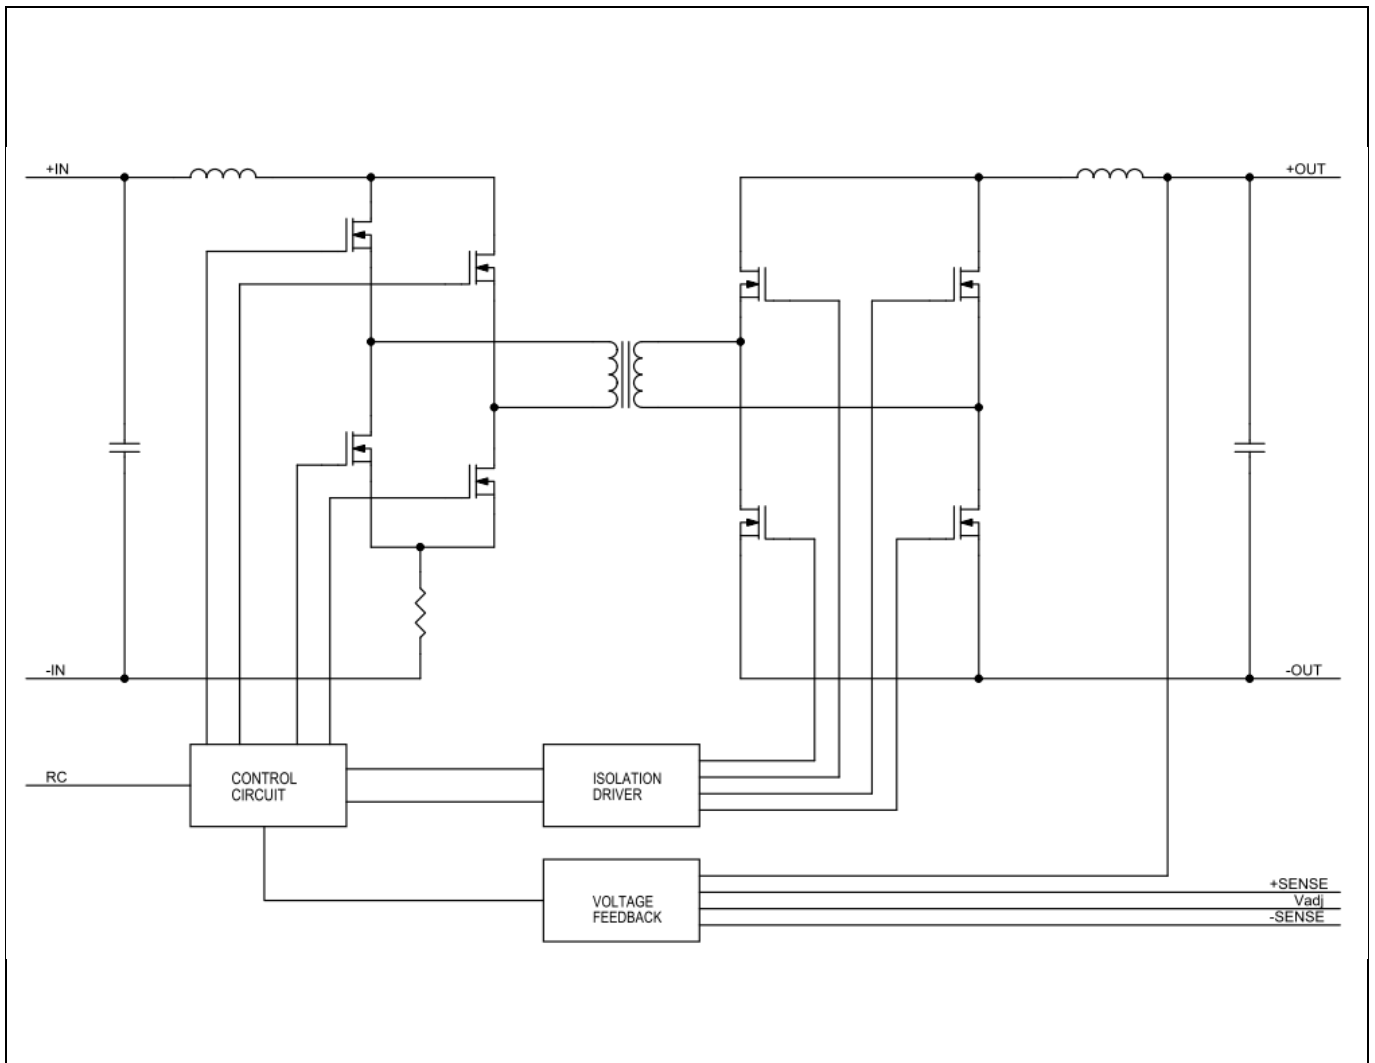 +IN
+OUT
-IN
-OUT
RC
CONTROL
CIRCUIT
ISOLATION
DRIVER
VOLTAGE
FEEDBACK
+SENSE
Vadj
-SENSE